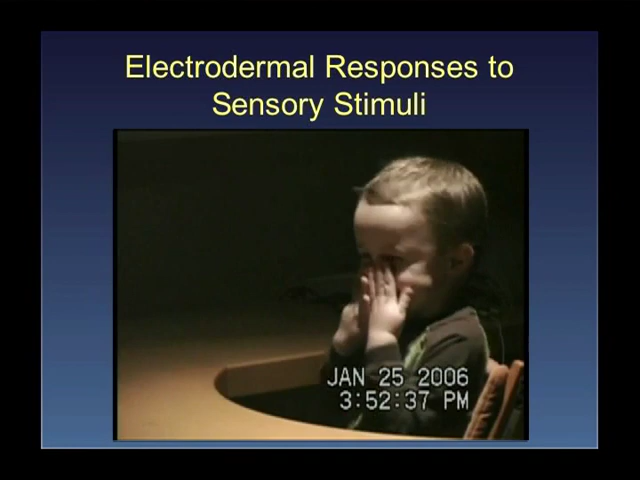 Electrodermal Responses to
Sensory Stimuli
JAN 25 2006
3:52:37 PM